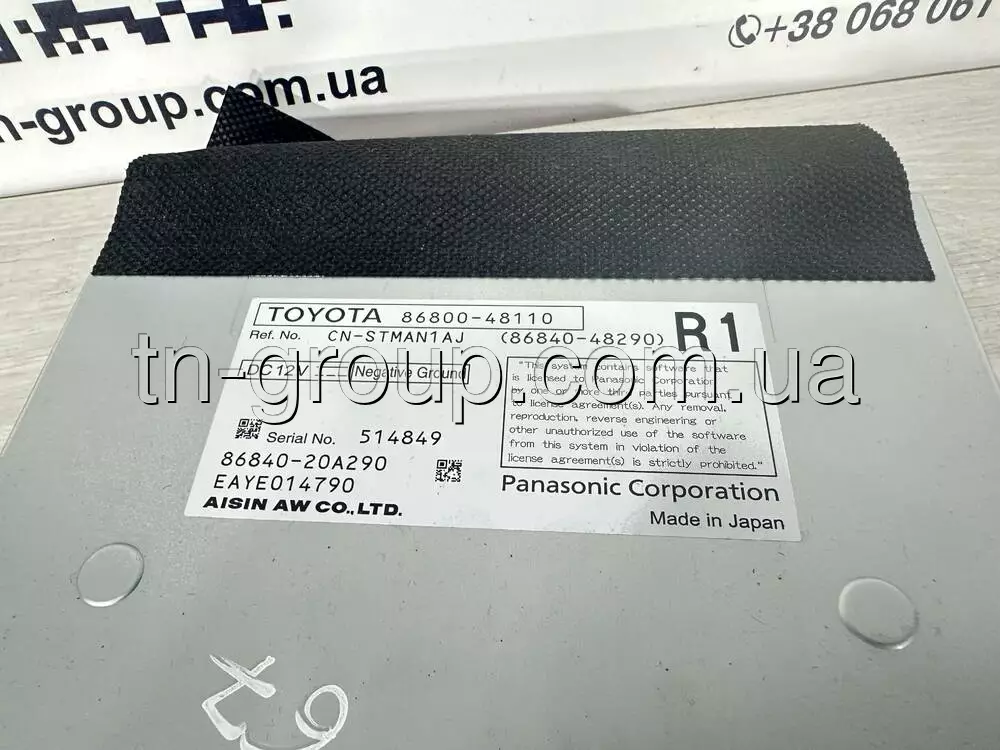 +38 068 061
tn-group.com.ua
TOYOTA 86800-48110
Ref. No. CN-STMAN1AJ (86840-48290) R1
tn-group.com.ua
DC12V Negative Ground
"This system contains software that
is licensed to Panasonic Corporation
by one or more third parties pursuant
to license agreement(s). Any removal,
reproduction, reverse engineering or
other unauthorized use of the software
from this system in violation of the
license agreement(s) is strictly prohibited."
Serial No. 514849
86840-20A290
EAYE014790
AISIN AW CO., LTD.
Panasonic Corporation
Made in Japan